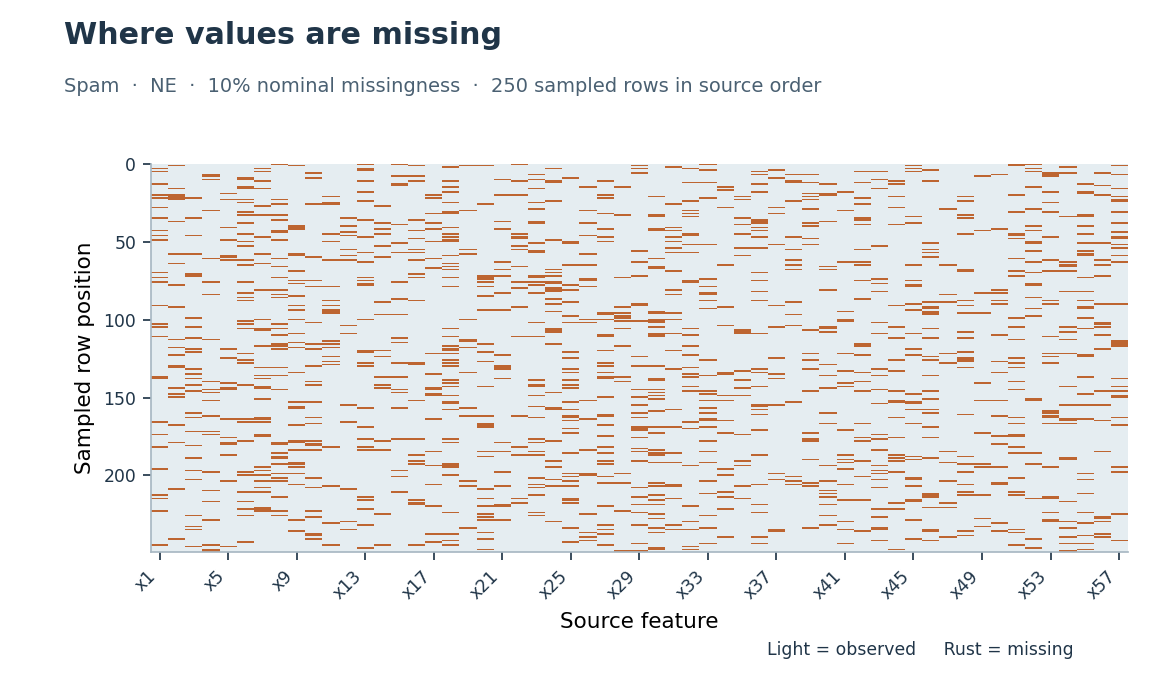 Where values are missing
Spam · NE · 10% nominal missingness · 250 sampled rows in source order
0
50
100
150
200
Sampled row position
x1 x5 x9 x13 x17 x21 x25 x29 x33 x37 x41 x45 x49 x53 x57
Source feature
Light = observed Rust = missing